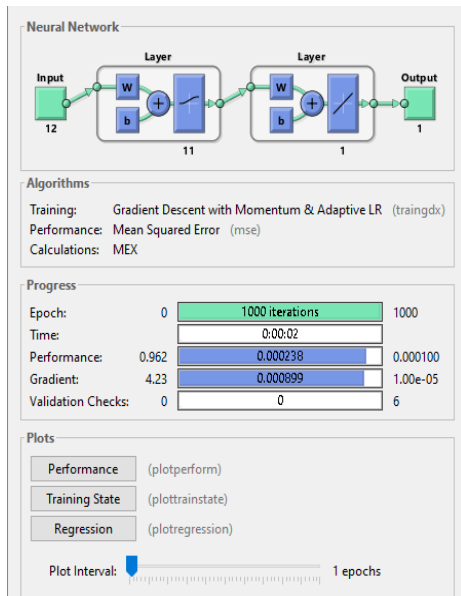 Neural Network
Layer Layer
Input Output
W W
+ +
b b
12 1
11 1
Algorithms
Training: Gradient Descent with Momentum & Adaptive LR (traingdx)
Performance: Mean Squared Error (mse)
Calculations: MEX
Progress
Epoch: 0 1000 iterations 1000
Time: 0:00:02
Performance: 0.962 0.000238 0.000100
Gradient: 4.23 0.000899 1.00e-05
Validation Checks: 0 0 6
Plots
Performance (plotperform)
Training State (plottrainstate)
Regression (plotregression)
Plot Interval: 1 epochs